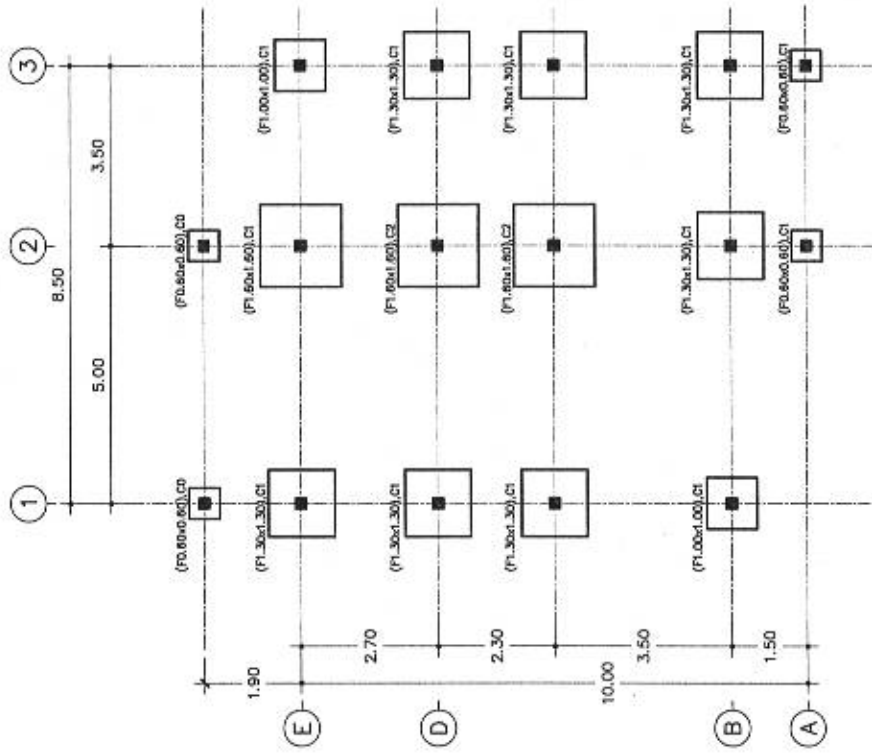 3
3.50
8.50
2
5.00
1
(F1.00x1.00),C1
(F1.30x1.30),C1
(F1.30x1.30),C1
(F1.30x1.30),C1
(F0.60x0.60),C1
(F0.60x0.60),C0
(F1.60x1.60),C1
(F1.60x1.60),C2
(F1.60x1.60),C2
(F1.30x1.30),C1
(F0.60x0.60),C1
(F0.60x0.60),C0
(F1.30x1.30),C1
(F1.30x1.30),C1
(F1.30x1.30),C1
(F1.00x1.00),C1
2.70
2.30
3.50
1.50
1.90
10.00
E
D
B
A